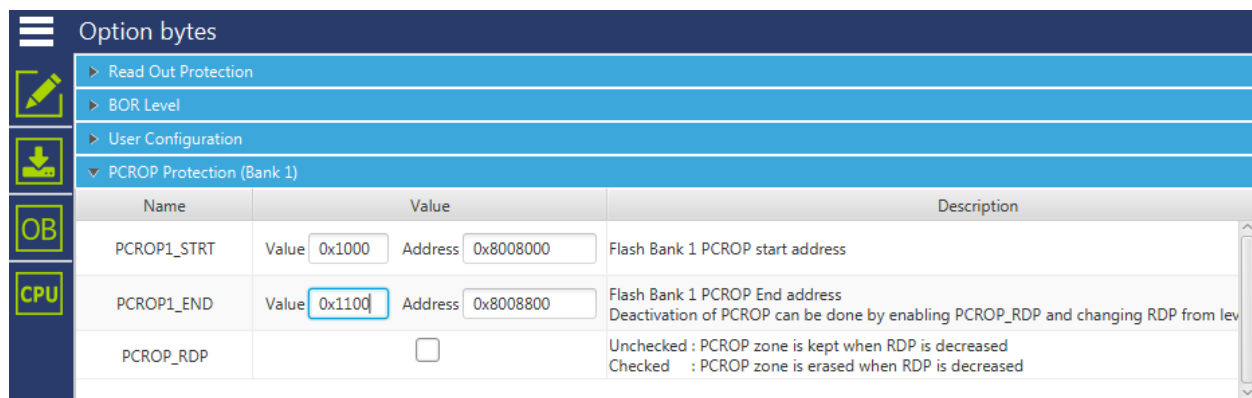 Option bytes
Read Out Protection
BOR Level
User Configuration
PCROP Protection (Bank 1)
Name Value Description
OB
PCROP1_STRT Value 0x1000 Address 0x8008000 Flash Bank 1 PCROP start address
CPU
PCROP1_END Value 0x1100 Address 0x8008800 Flash Bank 1 PCROP End address
Deactivation of PCROP can be done by enabling PCROP_RDP and changing RDP from lev
PCROP_RDP Unchecked : PCROP zone is kept when RDP is decreased
Checked : PCROP zone is erased when RDP is decreased